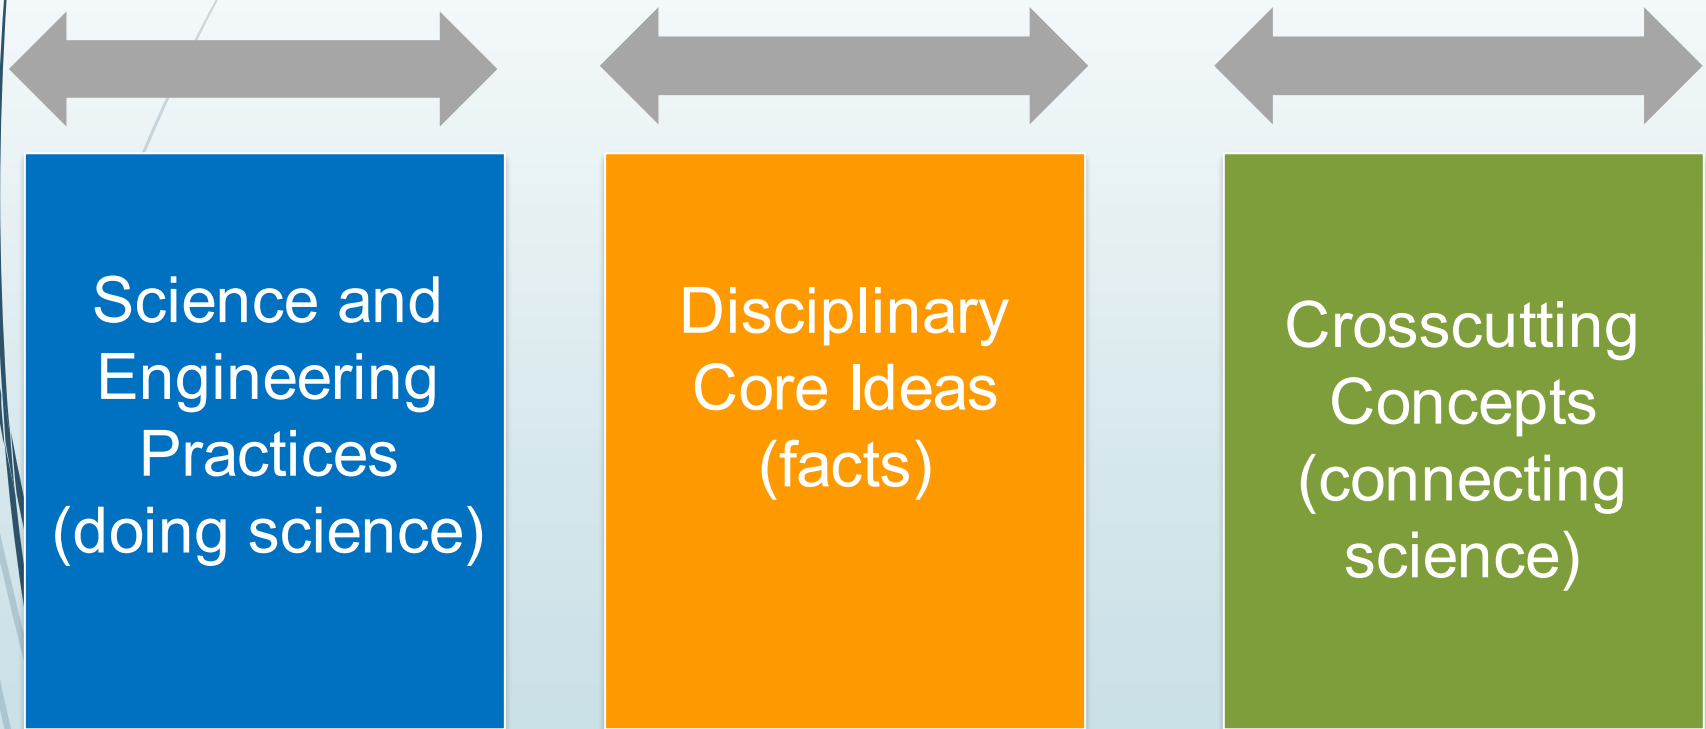 Science and
Engineering
Practices
(doing science)
Disciplinary
Core Ideas
(facts)
Crosscutting
Concepts
(connecting
science)